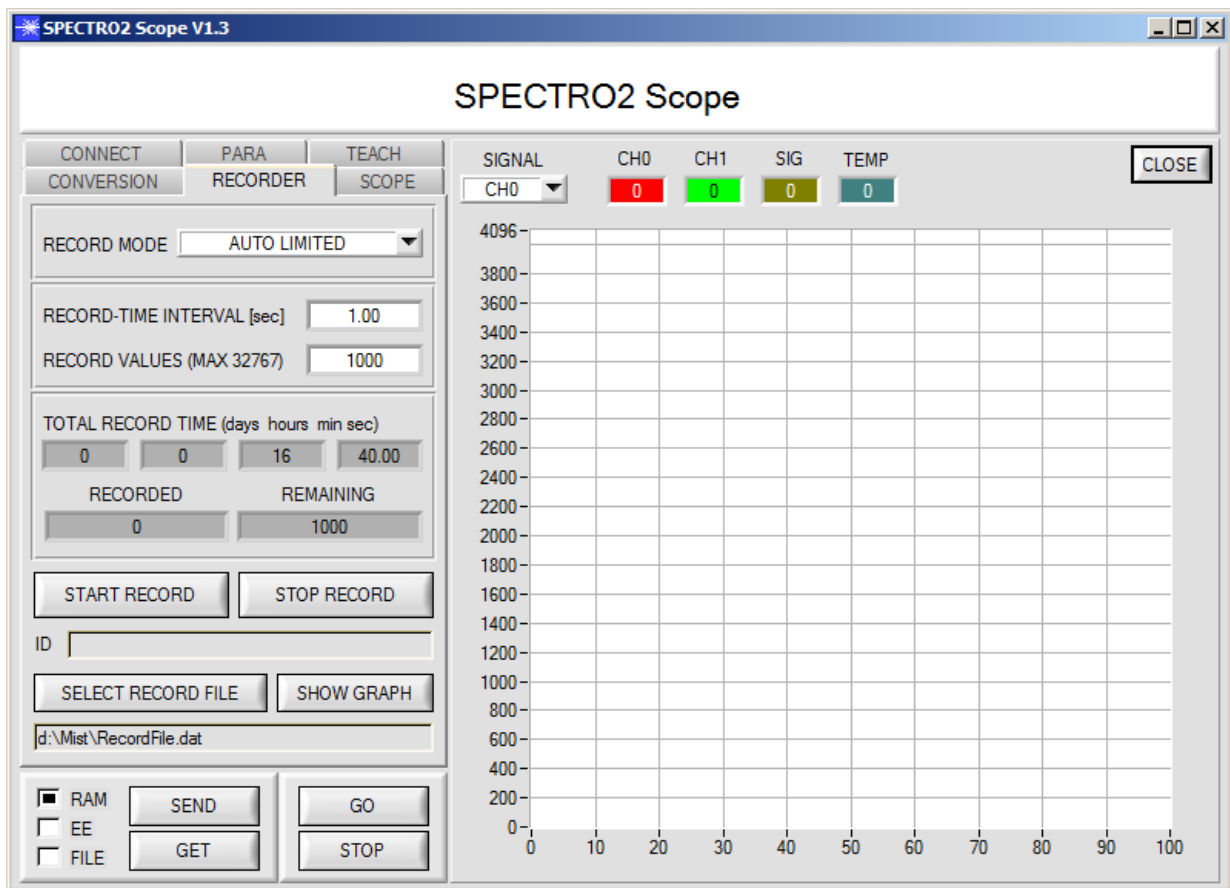 SPECTRO2 Scope V1.3
SPECTRO2 Scope
CONNECT PARA TEACH
CONVERSION RECORDER SCOPE
RECORD MODE AUTO LIMITED
RECORD-TIME INTERVAL [sec] 1.00
RECORD VALUES (MAX 32767) 1000
TOTAL RECORD TIME (days hours min sec)
0 0 16 40.00
RECORDED REMAINING
0 1000
START RECORD STOP RECORD
ID
SELECT RECORD FILE SHOW GRAPH
d:\Mist\RecordFile.dat
RAM SEND GO
EE
FILE GET STOP
SIGNAL CH0 CH1 SIG TEMP CLOSE
CH0 0 0 0 0
4096
3800
3600
3400
3200
3000
2800
2600
2400
2200
2000
1800
1600
1400
1200
1000
800
600
400
200
0
0 10 20 30 40 50 60 70 80 90 100